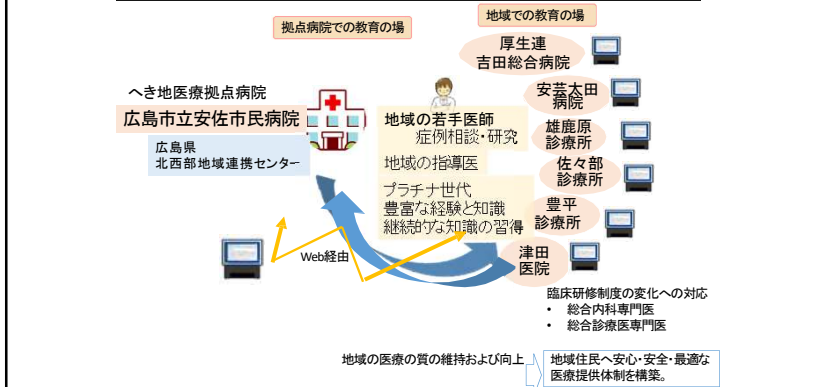 拠点病院での教育の場
地域での教育の場
厚生連
吉田総合病院
安芸太田
病院
雄鹿原
診療所
佐々部
診療所
豊平
診療所
津田
医院
へき地医療拠点病院
広島市立安佐市民病院
広島県
北西部地域連携センター
地域の若手医師
症例相談・研究
地域の指導医
プラチナ世代
豊富な経験と知識
継続的な知識の習得
Web経由
臨床研修制度の変化への対応
• 総合内科専門医
• 総合診療医専門医
地域の医療の質の維持および向上
地域住民へ安心・安全・最適な
医療提供体制を構築。